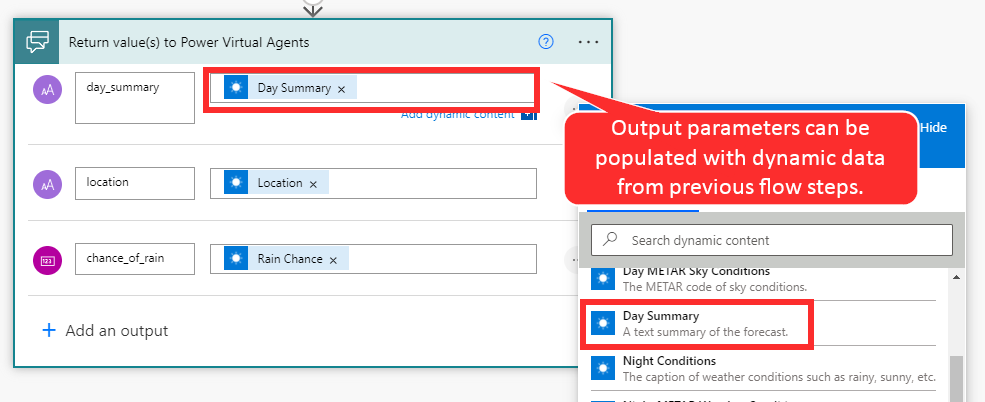 Return value(s) to Power Virtual Agents
day_summary
Day Summary
Add dynamic content
location
Location
chance_of_rain
Rain Chance
Add an output
Output parameters can be
populated with dynamic data
from previous flow steps.
Hide
Search dynamic content
Day METAR Sky Conditions
The METAR code of sky conditions.
Day Summary
A text summary of the forecast.
Night Conditions
The caption of weather conditions such as rainy, sunny, etc.